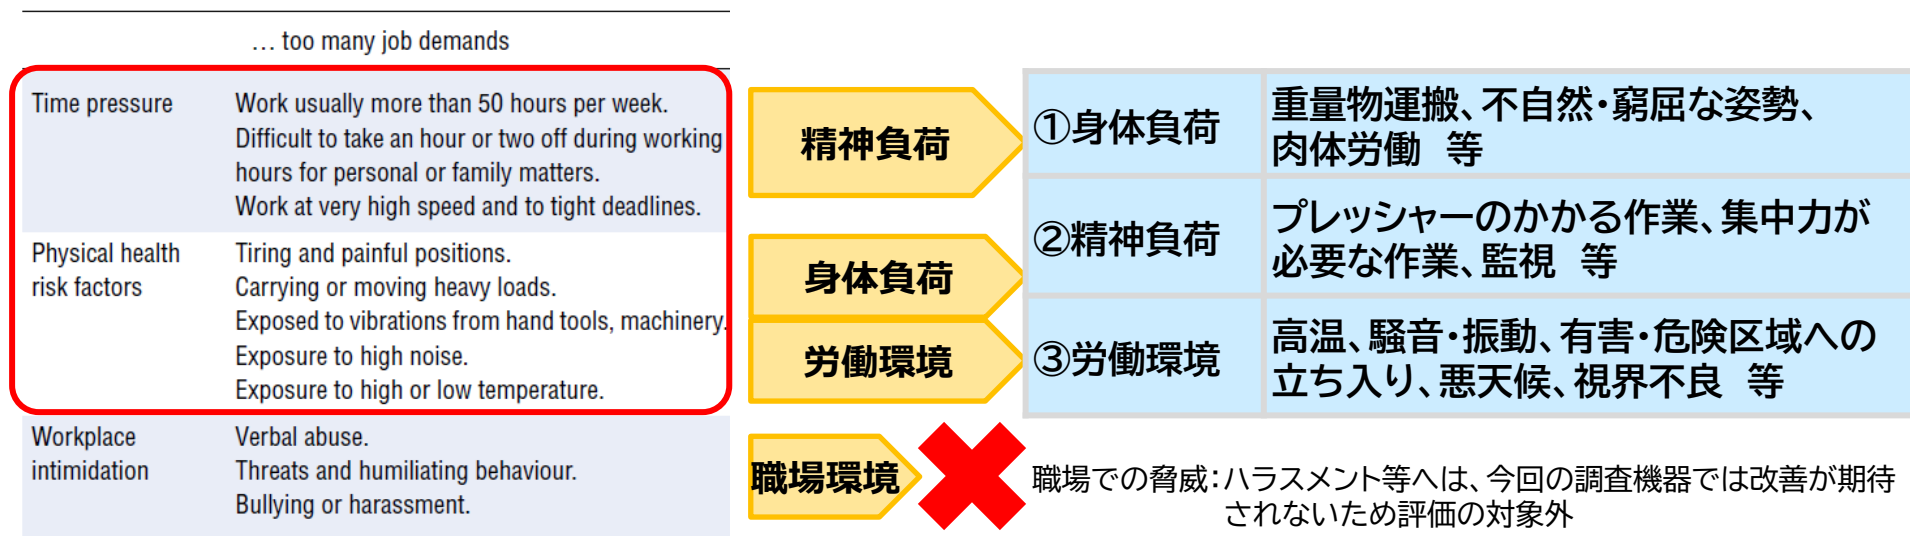 … too many job demands
Time pressure
Work usually more than 50 hours per week.
Difficult to take an hour or two off during working
hours for personal or family matters.
Work at very high speed and to tight deadlines.
Physical health
risk factors
Tiring and painful positions.
Carrying or moving heavy loads.
Exposed to vibrations from hand tools, machinery.
Exposure to high noise.
Exposure to high or low temperature.
Workplace
intimidation
Verbal abuse.
Threats and humiliating behaviour.
Bullying or harassment.
精神負荷
身体負荷
労働環境
職場環境
①身体負荷
重量物運搬、不自然・窮屈な姿勢、
肉体労働　等
②精神負荷
プレッシャーのかかる作業、集中力が
必要な作業、監視　等
③労働環境
高温、騒音・振動、有害・危険区域への
立ち入り、悪天候、視界不良　等
職場での脅威：ハラスメント等へは、今回の調査機器では改善が期待
されないため評価の対象外